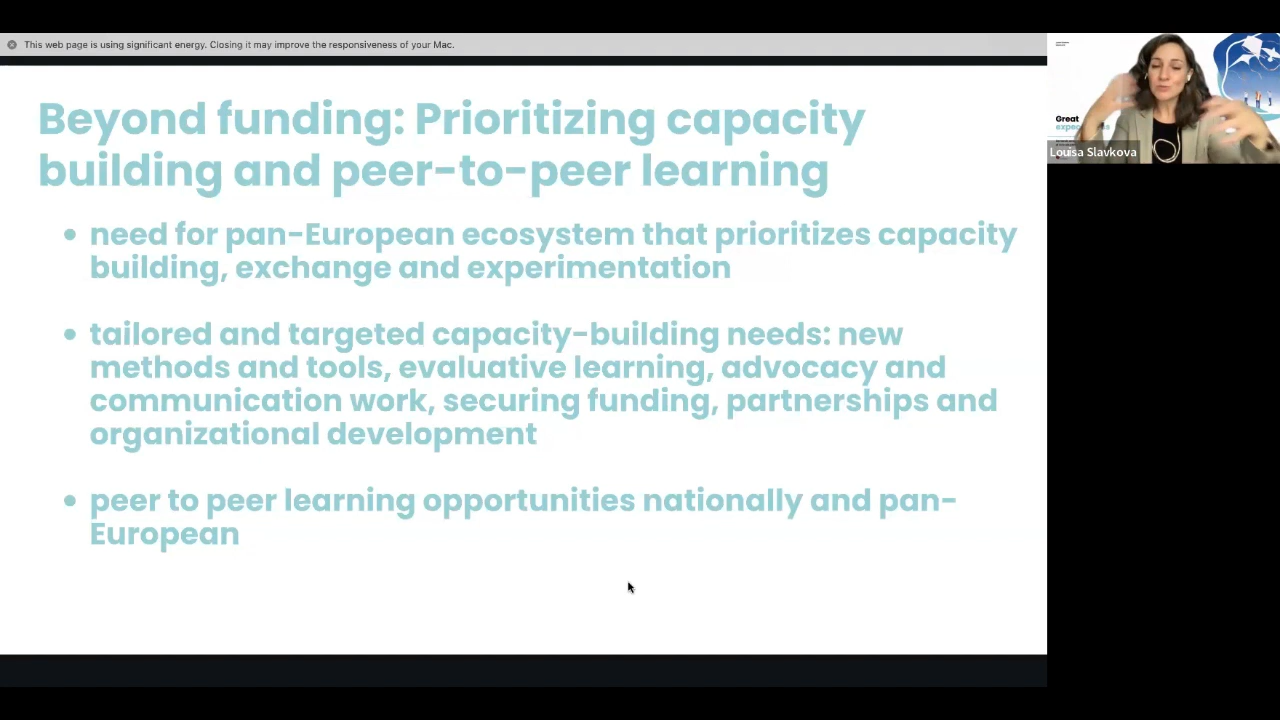 This web page is using significant energy. Closing it may improve the responsiveness of your Mac.
Beyond funding: Prioritizing capacity
building and peer-to-peer learning
• need for pan-European ecosystem that prioritizes capacity
building, exchange and experimentation
• tailored and targeted capacity-building needs: new
methods and tools, evaluative learning, advocacy and
communication work, securing funding, partnerships and
organizational development
• peer to peer learning opportunities nationally and pan-
European
Great
Louisa Slavkova